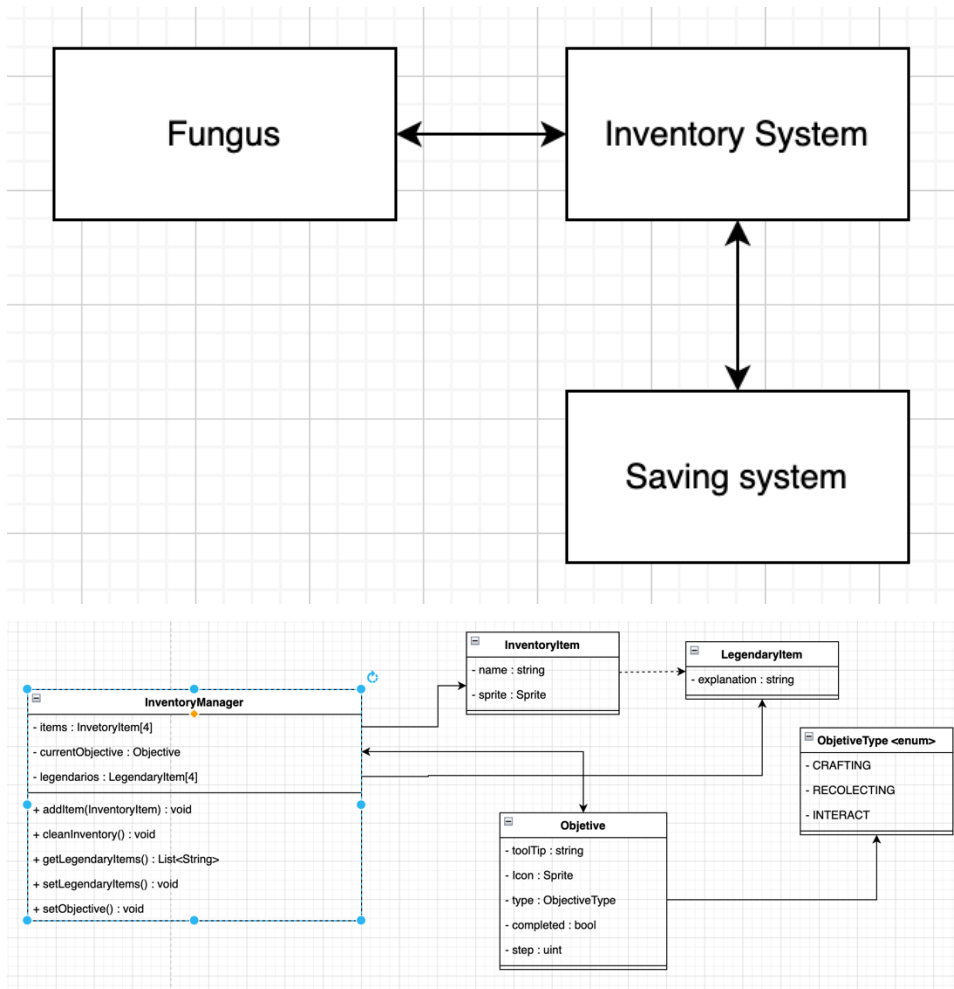 Fungus
Inventory System
Saving system
InventoryItem
- name : string
- sprite : Sprite
LegendaryItem
- explanation : string
InventoryManager
- items : InvetoryItem[4]
- currentObjective : Objective
- legendarios : LegendaryItem[4]
+ addItem(InventoryItem) : void
+ cleanInventory() : void
+ getLegendaryItems() : List<String>
+ setLegendaryItems() : void
+ setObjective() : void
ObjetiveType <enum>
- CRAFTING
- RECOLECTING
- INTERACT
Objetive
- toolTip : string
- Icon : Sprite
- type : ObjectiveType
- completed : bool
- step : uint